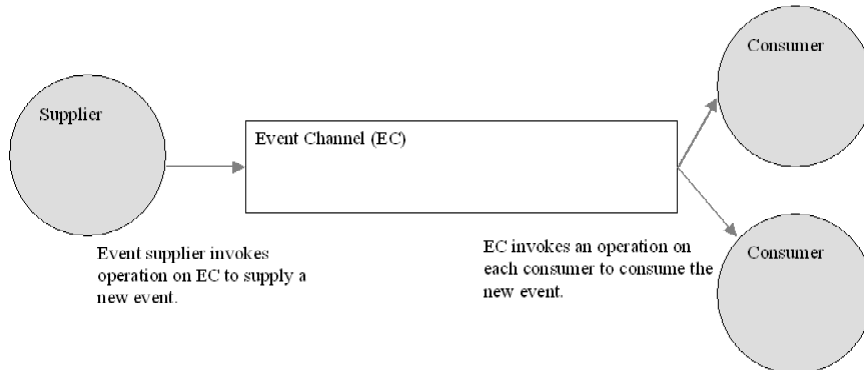 Consumer
Supplier
Event Channel (EC)
Event supplier invokes
operation on EC to supply a
new event.
EC invokes an operation on
each consumer to consume the
new event.
Consumer